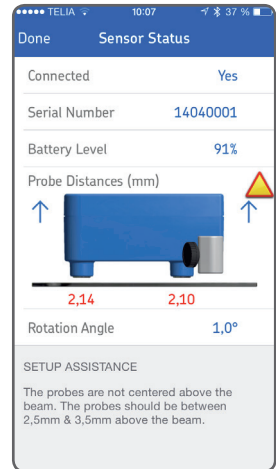 TELIA 10:07 37 %
Done Sensor Status
Connected Yes
Serial Number 14040001
Battery Level 91%
Probe Distances (mm)
2,14 2,10
Rotation Angle 1,0°
SETUP ASSISTANCE
The probes are not centered above the
beam. The probes should be between
2,5mm & 3,5mm above the beam.